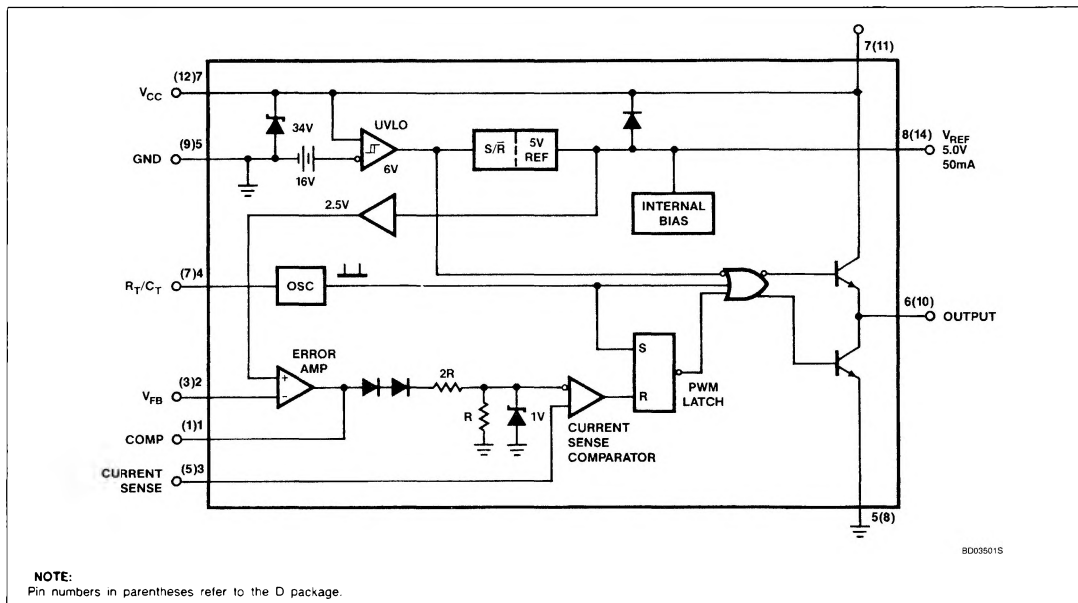 7(11)
(12)7
VCC
34V
UVLO
8(14)
VREF
5.0V
50mA
S/R̅
5V
REF
(9)5
GND
16V
6V
2.5V
INTERNAL
BIAS
(7)4
RT/CT
OSC
6(10)
OUTPUT
ERROR
AMP
S
2R
(3)2
VFB
+
−
PWM
LATCH
R
R
1V
CURRENT
SENSE
COMPARATOR
(1)1
COMP
(5)3
CURRENT
SENSE
5(8)
BD03501S
NOTE:
Pin numbers in parentheses refer to the D package.